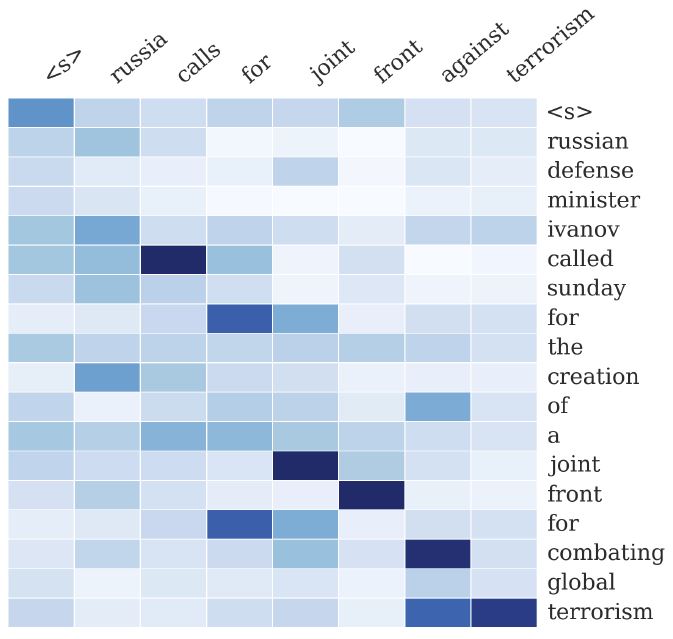 <s> russia calls for joint front against terrorism
<s>
russian
defense
minister
ivanov
called
sunday
for
the
creation
of
a
joint
front
for
combating
global
terrorism